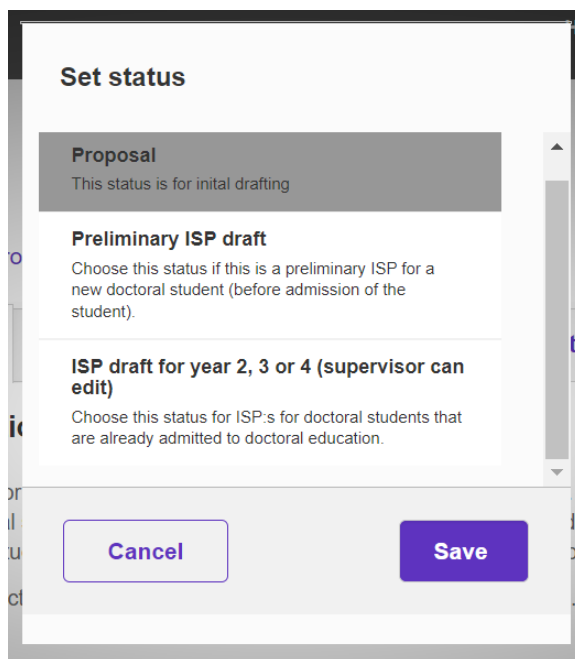 Set status
Proposal
This status is for inital drafting
Preliminary ISP draft
Choose this status if this is a preliminary ISP for a
new doctoral student (before admission of the
student).
ISP draft for year 2, 3 or 4 (supervisor can
edit)
Choose this status for ISP:s for doctoral students that
are already admitted to doctoral education.
Cancel
Save